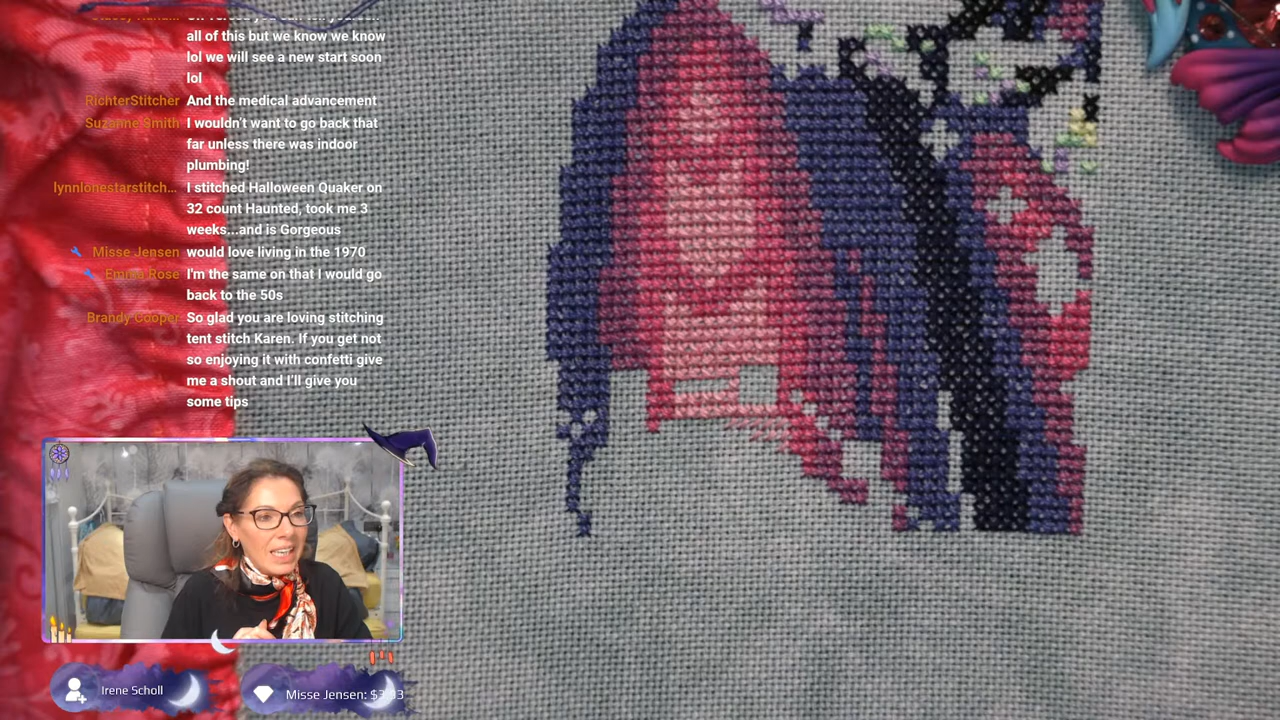 all of this but we know we know
lol we will see a new start soon
lol
RichterStitcher And the medical advancement
Suzanne Smith I wouldn't want to go back that
far unless there was indoor
plumbing!
lynnlonestarstitch... I stitched Halloween Quaker on
32 count Haunted, took me 3
weeks...and is Gorgeous
Misse Jensen would love living in the 1970
Emma Rose I'm the same on that I would go
back to the 50s
Brandy Cooper So glad you are loving stitching
tent stitch Karen. If you get not
so enjoying it with confetti give
me a shout and I'll give you
some tips
Irene Scholl
Misse Jensen: